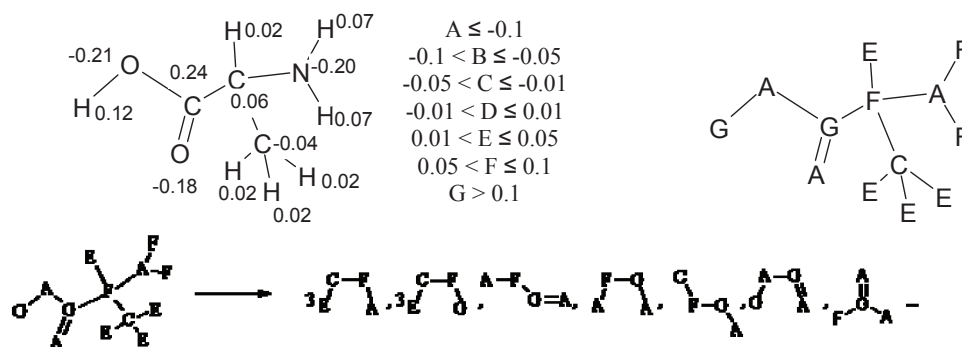 H 0.02
H 0.07
-0.21 O
0.24
C
N -0.20
H 0.12
C
0.06
H 0.07
O
-0.18
C -0.04
H 0.02
H 0.02
H 0.02
A ≤ -0.1
-0.1 < B ≤ -0.05
-0.05 < C ≤ -0.01
-0.01 < D ≤ 0.01
0.01 < E ≤ 0.05
0.05 < F ≤ 0.1
G > 0.1
E F
A F A
G G F
A C
E E E
E F
A F A F
G G
A C E
E E
C F , C F , A F , F G , C , A G , A
3E A 3E G G A A A F G G A G
A F A